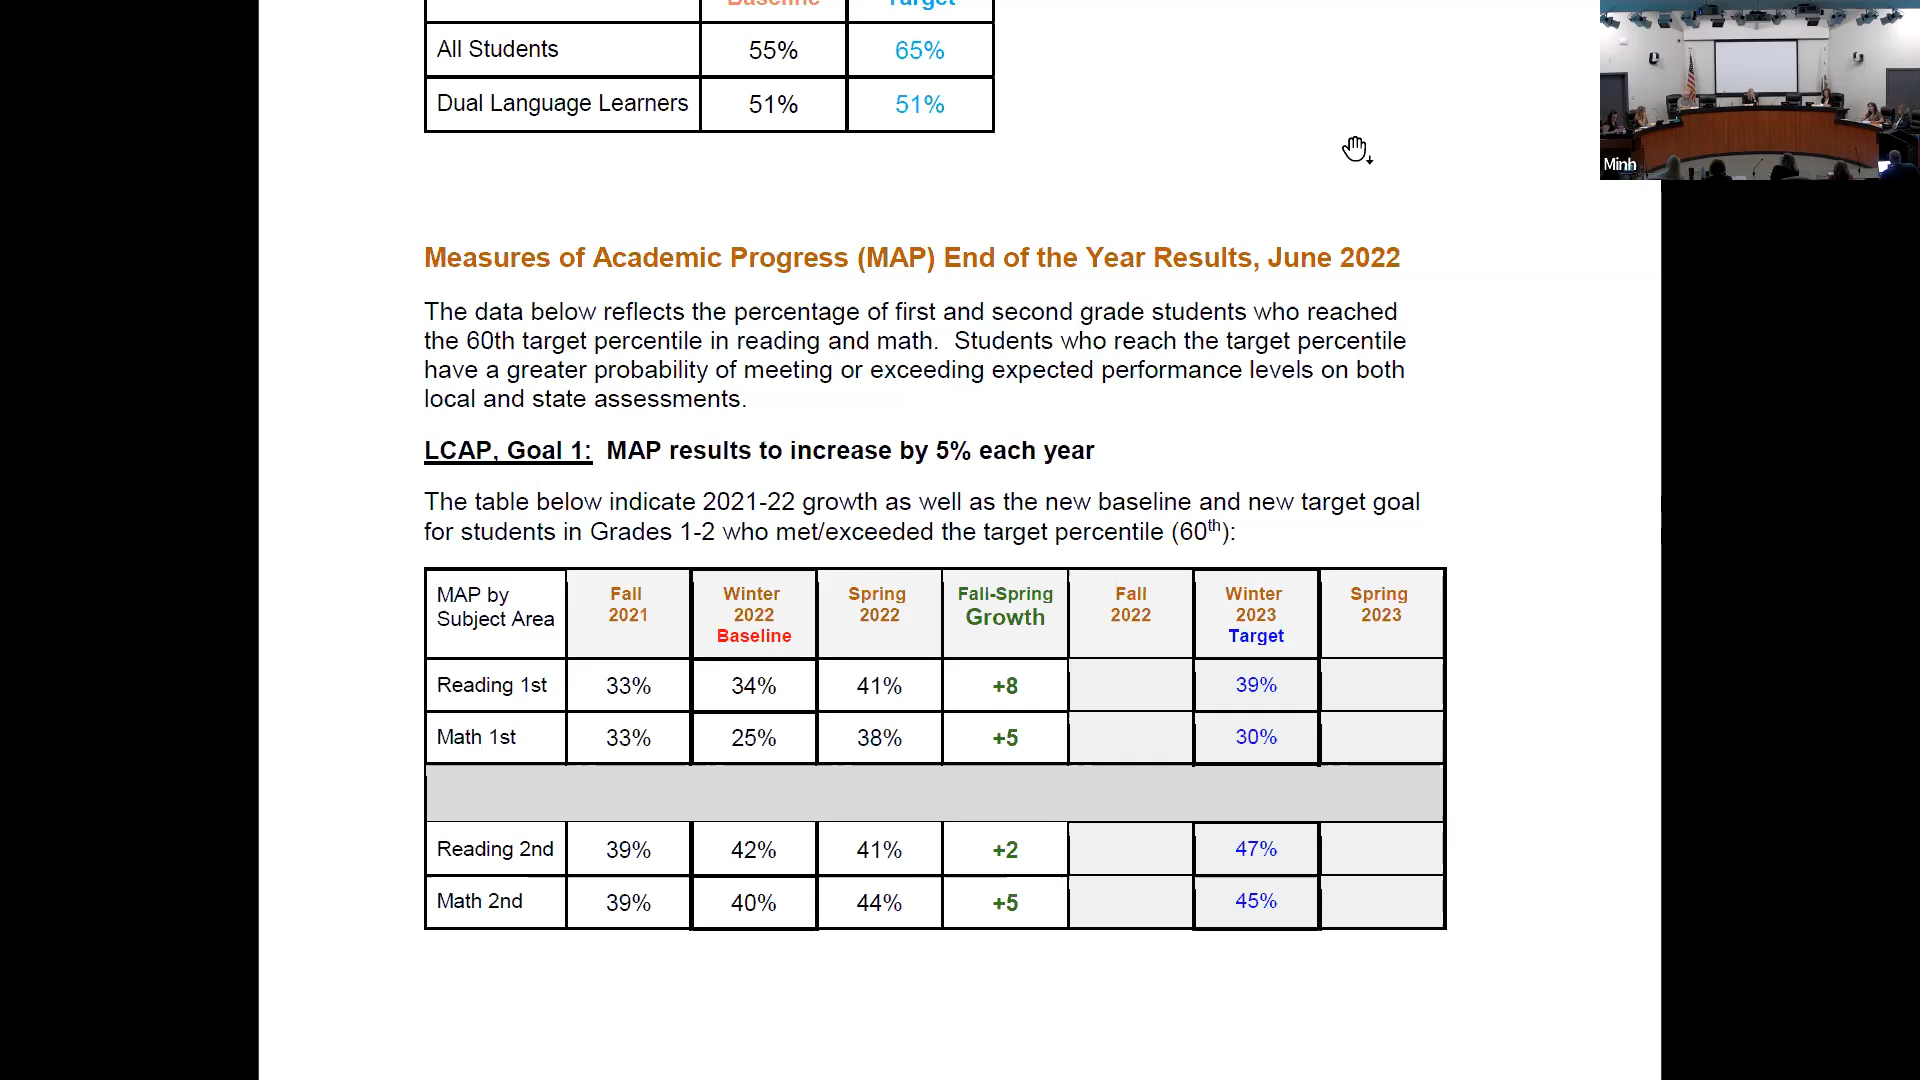 Baseline Target
All Students 55% 65%
Dual Language Learners 51% 51%
Minh
Measures of Academic Progress (MAP) End of the Year Results, June 2022
The data below reflects the percentage of first and second grade students who reached
the 60th target percentile in reading and math.  Students who reach the target percentile
have a greater probability of meeting or exceeding expected performance levels on both
local and state assessments.
LCAP, Goal 1:  MAP results to increase by 5% each year
The table below indicate 2021-22 growth as well as the new baseline and new target goal
for students in Grades 1-2 who met/exceeded the target percentile (60th):
MAP by Subject Area Fall 2021 Winter 2022 Baseline Spring 2022 Fall-Spring Growth Fall 2022 Winter 2023 Target Spring 2023
Reading 1st 33% 34% 41% +8 39%
Math 1st 33% 25% 38% +5 30%
Reading 2nd 39% 42% 41% +2 47%
Math 2nd 39% 40% 44% +5 45%